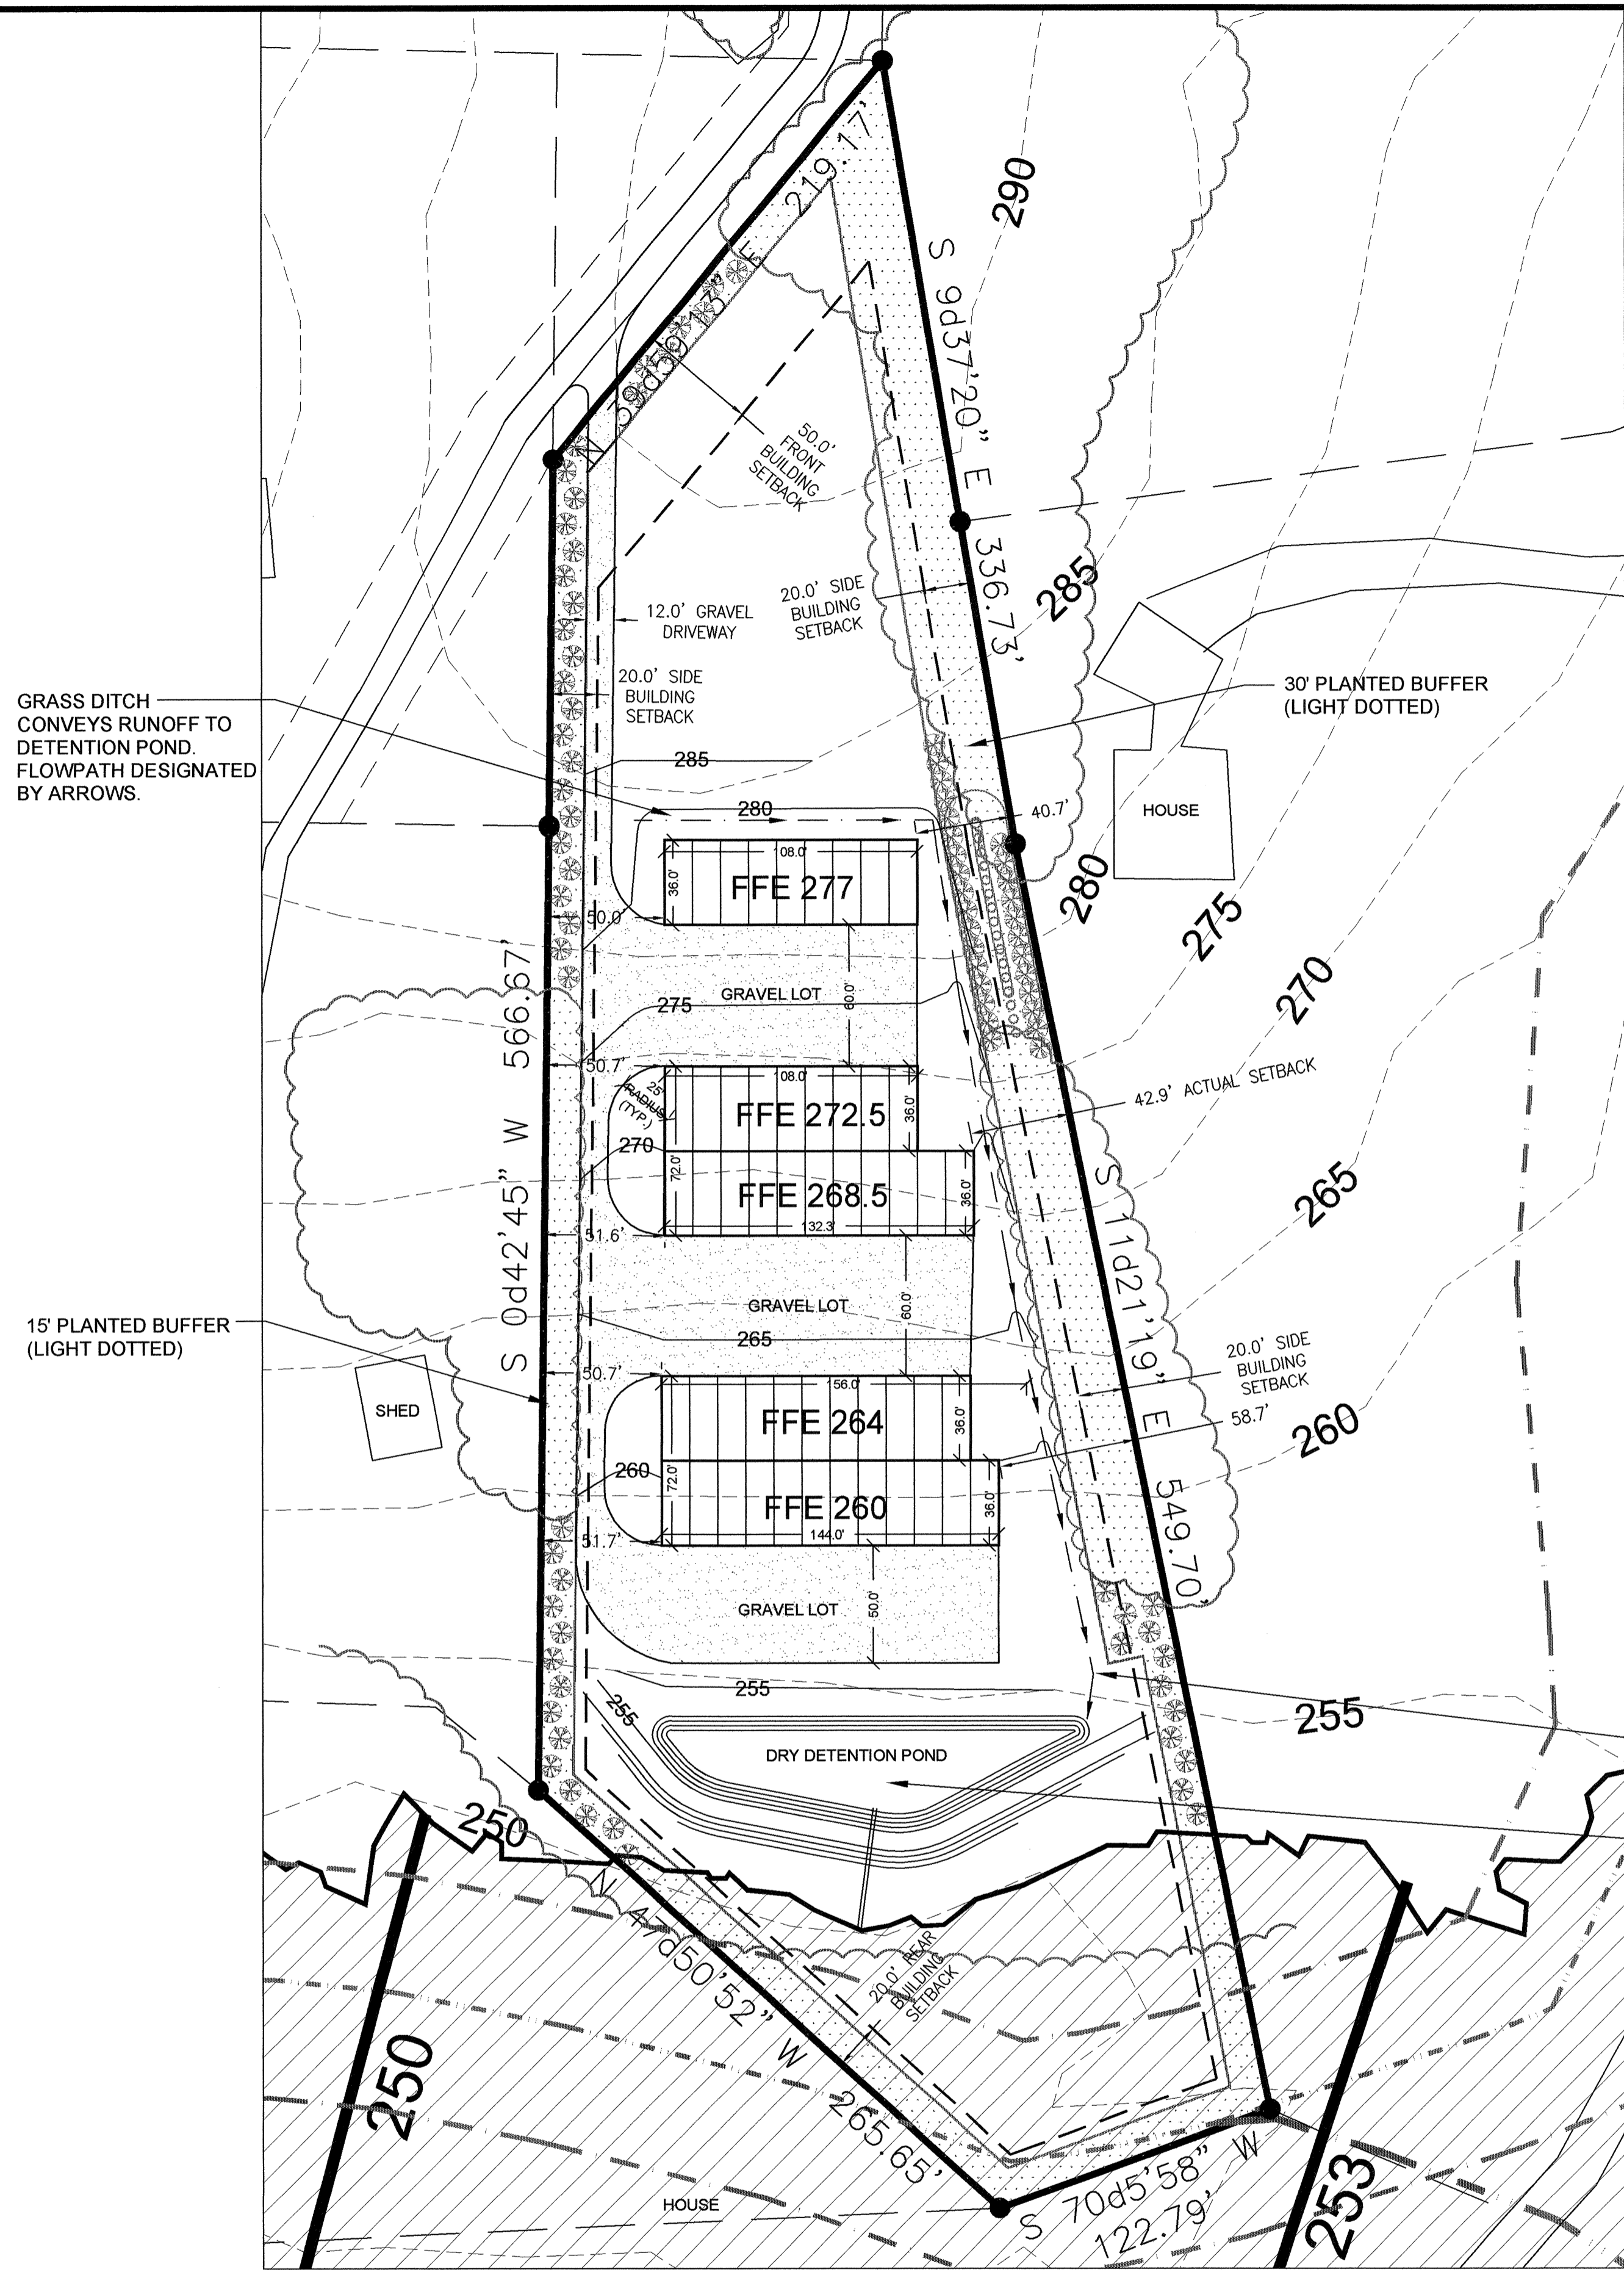 N 39d59'13" E 219.17'
290
S 9d37'20" E 336.73'
50.0'
FRONT
BUILDING
SETBACK
285
20.0' SIDE
BUILDING
SETBACK
12.0' GRAVEL
DRIVEWAY
20.0' SIDE
BUILDING
SETBACK
GRASS DITCH
CONVEYS RUNOFF TO
DETENTION POND.
FLOWPATH DESIGNATED
BY ARROWS.
30' PLANTED BUFFER
(LIGHT DOTTED)
285
280
40.7'
HOUSE
108.0'
36.0'
FFE 277
280
50.0'
275
S 0d42'45" W 566.67'
GRAVEL LOT
275
60.0'
270
50.7'
108.0'
25'
RADIUS
(TYP.)
FFE 272.5
36.0'
42.9' ACTUAL SETBACK
270
72.0'
FFE 268.5
36.0'
132.3'
51.6'
265
S 11d21'19" E 549.70'
GRAVEL LOT
60.0'
265
15' PLANTED BUFFER
(LIGHT DOTTED)
20.0' SIDE
BUILDING
SETBACK
50.7'
156.0'
SHED
FFE 264
36.0'
58.7'
260
260
72.0'
FFE 260
36.0'
144.0'
51.7'
GRAVEL LOT
50.0'
255
255
255
DRY DETENTION POND
250
N 47d50'52" W 265.65'
20.0' REAR
BUILDING
SETBACK
250
HOUSE
S 70d5'58" W
122.79'
253